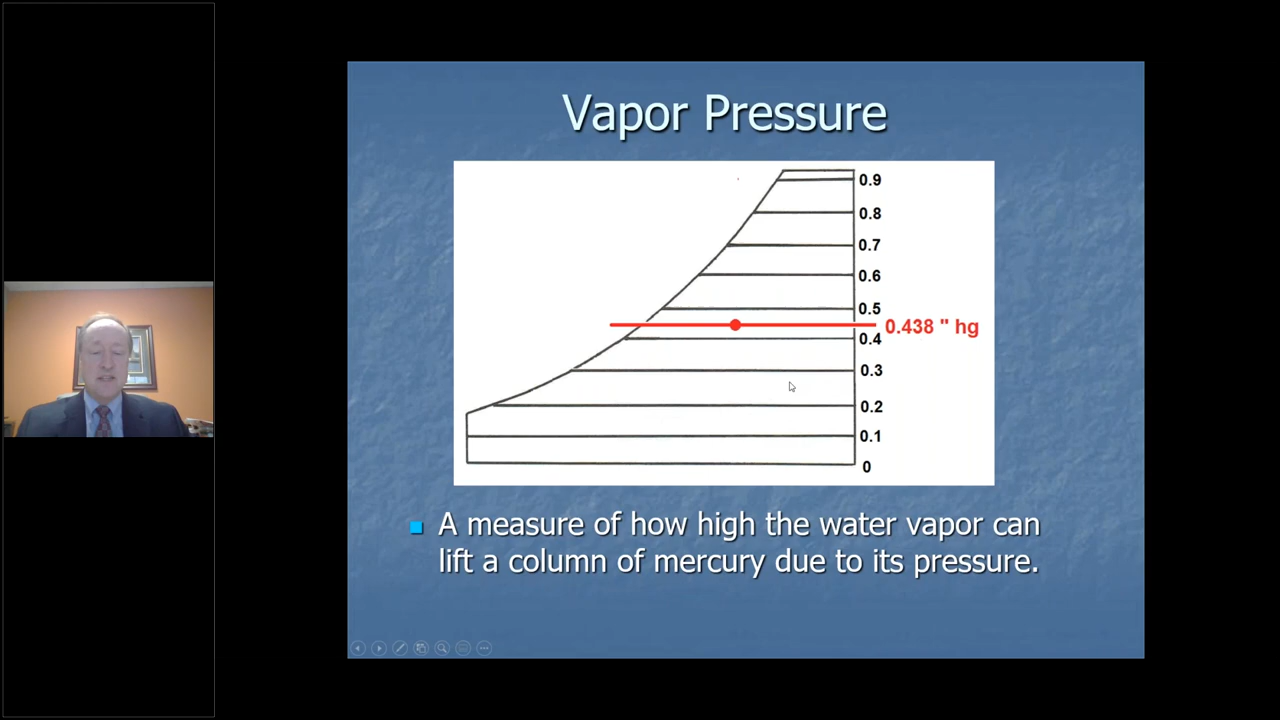 Vapor Pressure
0.9
0.8
0.7
0.6
0.5
0.438 " hg
0.4
0.3
0.2
0.1
0
A measure of how high the water vapor can
lift a column of mercury due to its pressure.